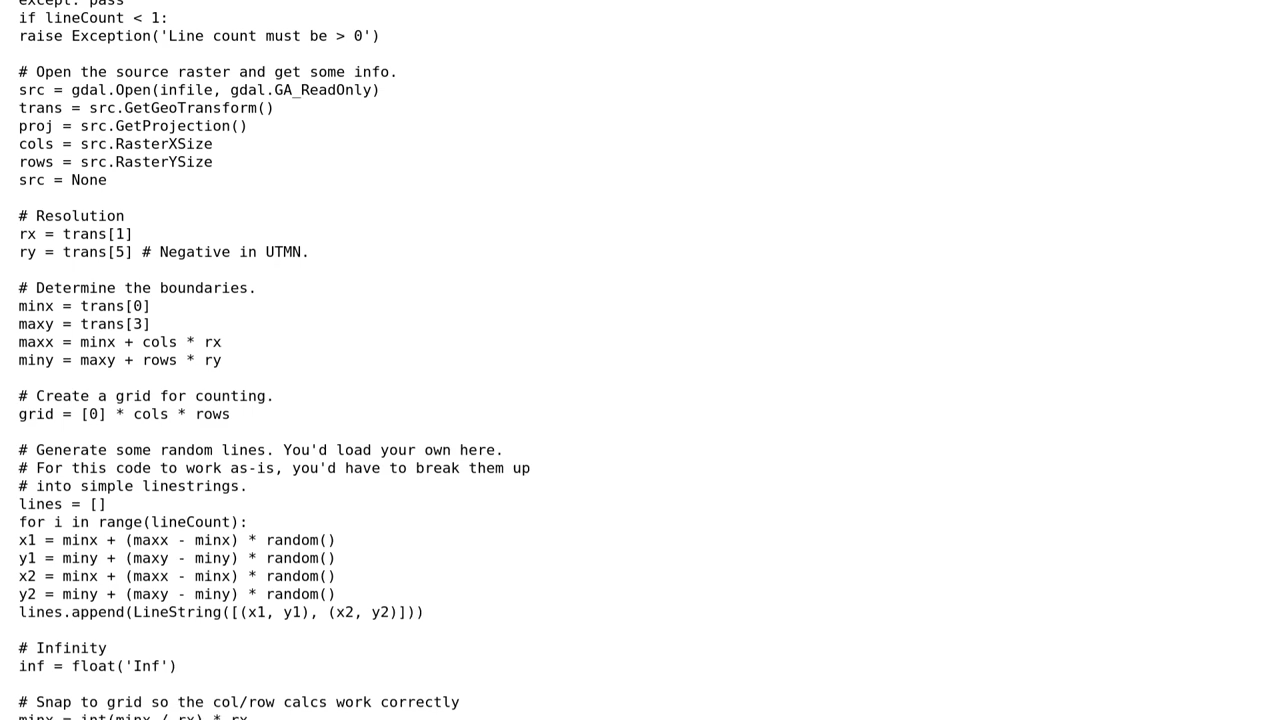 except: pass
if lineCount < 1:
raise Exception('Line count must be > 0')
# Open the source raster and get some info.
src = gdal.Open(infile, gdal.GA_ReadOnly)
trans = src.GetGeoTransform()
proj = src.GetProjection()
cols = src.RasterXSize
rows = src.RasterYSize
src = None
# Resolution
rx = trans[1]
ry = trans[5] # Negative in UTMN.
# Determine the boundaries.
minx = trans[0]
maxy = trans[3]
maxx = minx + cols * rx
miny = maxy + rows * ry
# Create a grid for counting.
grid = [0] * cols * rows
# Generate some random lines. You'd load your own here.
# For this code to work as-is, you'd have to break them up
# into simple linestrings.
lines = []
for i in range(lineCount):
x1 = minx + (maxx - minx) * random()
y1 = miny + (maxy - miny) * random()
x2 = minx + (maxx - minx) * random()
y2 = miny + (maxy - miny) * random()
lines.append(LineString([(x1, y1), (x2, y2)]))
# Infinity
inf = float('Inf')
# Snap to grid so the col/row calcs work correctly
minx = int(minx / rx) * rx